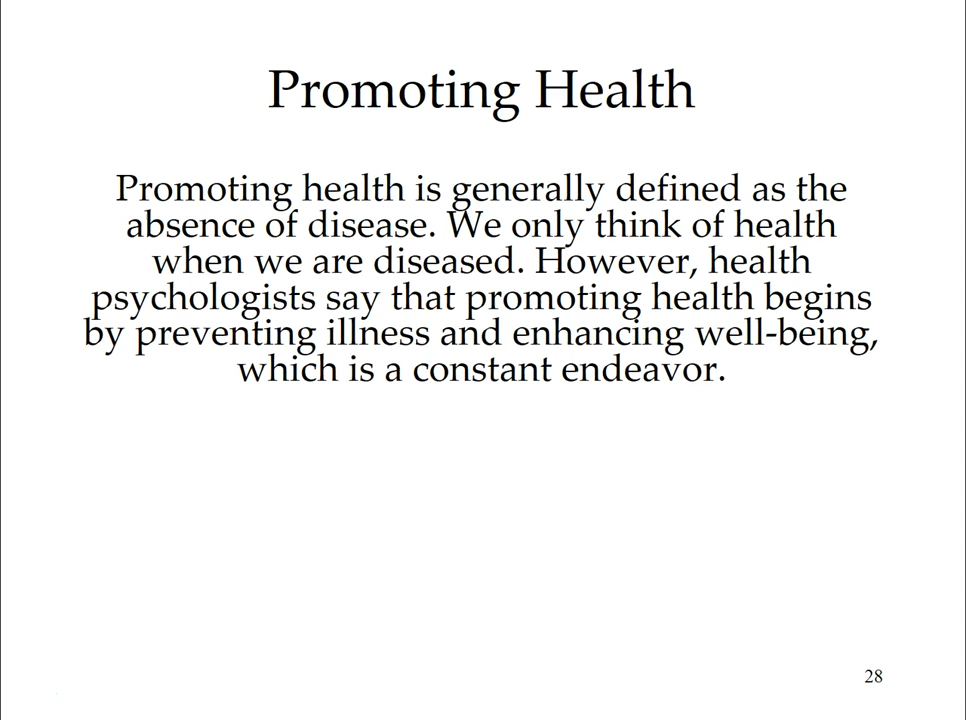 Promoting Health
Promoting health is generally defined as the
absence of disease. We only think of health
when we are diseased. However, health
psychologists say that promoting health begins
by preventing illness and enhancing well-being,
which is a constant endeavor.
28